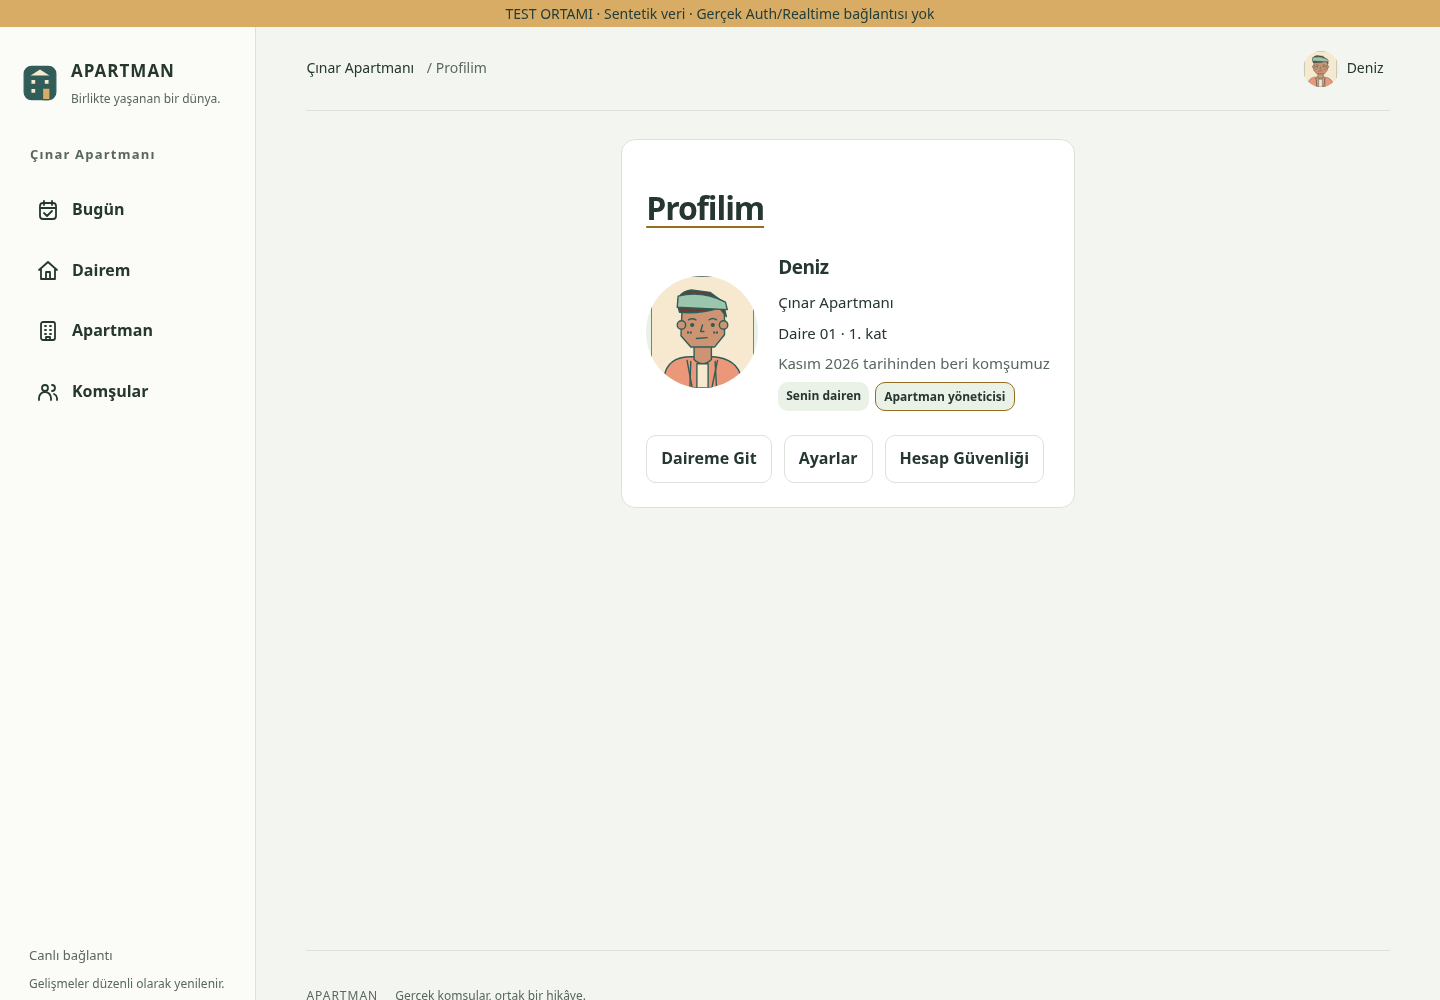 TEST ORTAMI · Sentetik veri · Gerçek Auth/Realtime bağlantısı yok
APARTMAN
Birlikte yaşanan bir dünya.
Çınar Apartmanı
Bugün
Dairem
Apartman
Komşular
Canlı bağlantı
Gelişmeler düzenli olarak yenilenir.
Çınar Apartmanı / Profilim
Deniz
Profilim
Deniz
Çınar Apartmanı
Daire 01 · 1. kat
Kasım 2026 tarihinden beri komşumuz
Senin dairen
Apartman yöneticisi
Daireme Git
Ayarlar
Hesap Güvenliği
APARTMAN Gerçek komşular, ortak bir hikâye.